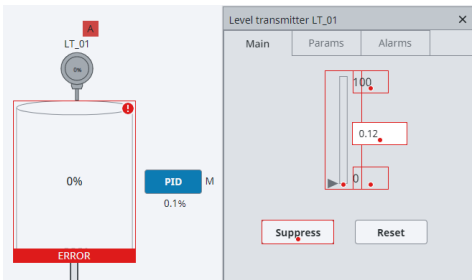 A
LT_01
0%
0%
ERROR
PID
M
0.1%
Level transmitter LT_01
×
Main
Params
Alarms
100
0.12
0
Suppress
Reset